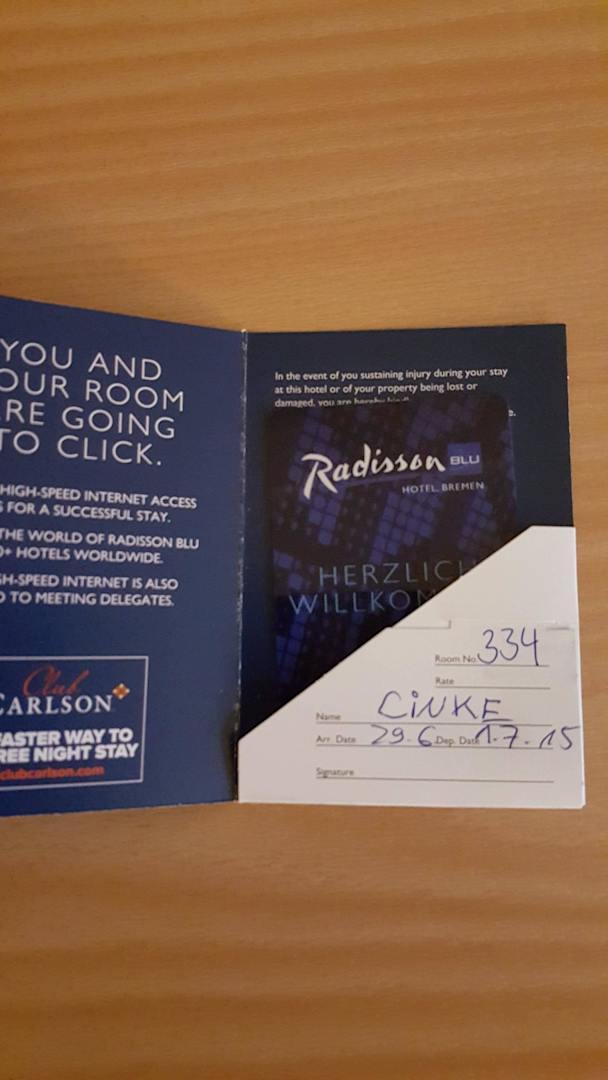 YOU AND
OUR ROOM
RE GOING
TO CLICK.
HIGH-SPEED INTERNET ACCESS
S FOR A SUCCESSFUL STAY.
THE WORLD OF RADISSON BLU
0+ HOTELS WORLDWIDE.
GH-SPEED INTERNET IS ALSO
D TO MEETING DELEGATES.
Club
CARLSON
FASTER WAY TO
REE NIGHT STAY
clubcarlson.com
In the event of you sustaining injury during your stay
at this hotel or of your property being lost or
damaged, you are hereby
Radisson BLU
HOTEL, BREMEN
HERZLICH
WILLKOM
Room No. 334
Rate
Name CINKE
Arr. Date 29.6 Dep. Date 1.7.15
Signature